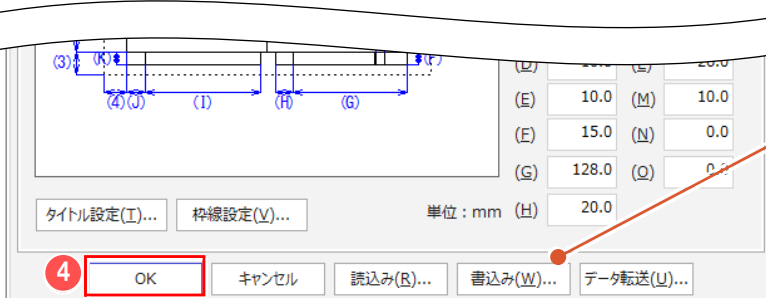 (3) (K) (F)
(D) (L)
(4) (J) (I) (H) (G)
(E) 10.0 (M) 10.0
(F) 15.0 (N) 0.0
(G) 128.0 (O) 0.0
タイトル設定(T)... 枠線設定(V)... 単位：mm (H) 20.0
4 OK キャンセル 読込み(R)... 書込み(W)... データ転送(U)...